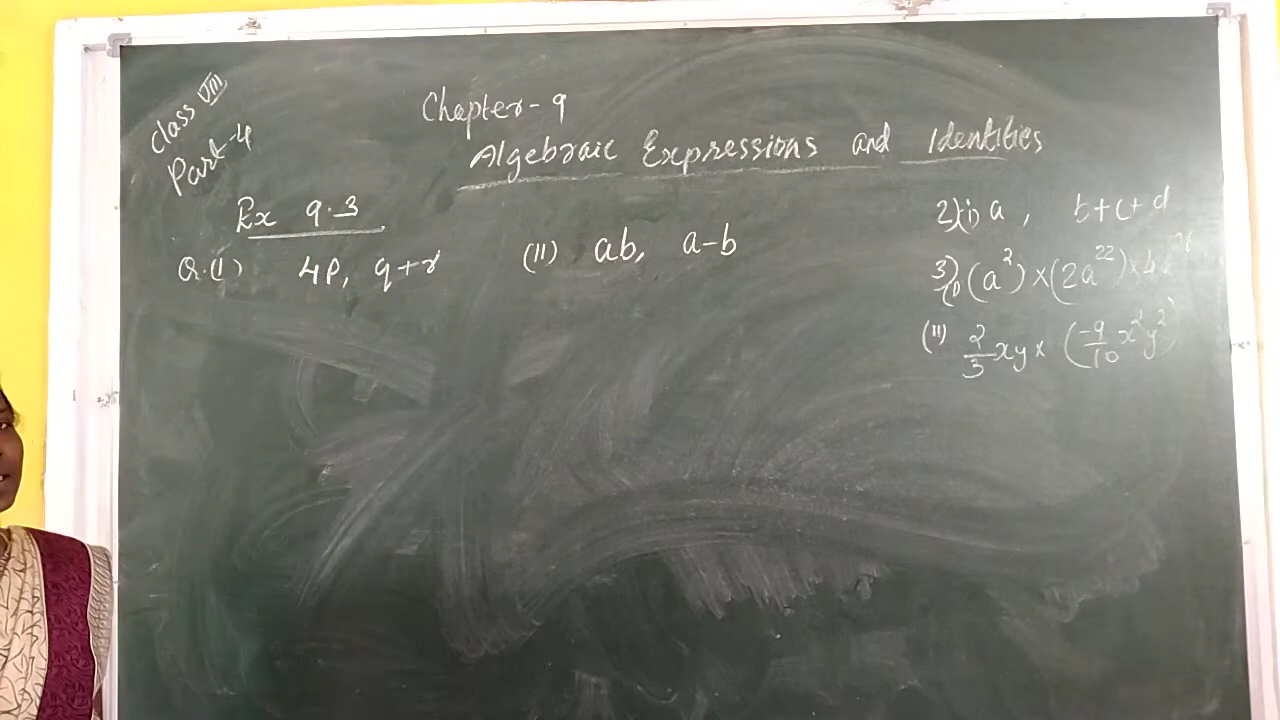 Class VIII
Part-4
Chapter-9
Algebraic Expressions and Identities
Ex 9.3
Q.(I) 4P, q+r (II) ab, a-b
2)(i) a, b+c+d
3)(i) (a²)×(2a²²)×4
(II) 2/3 xy × (-9/10 x²y²)